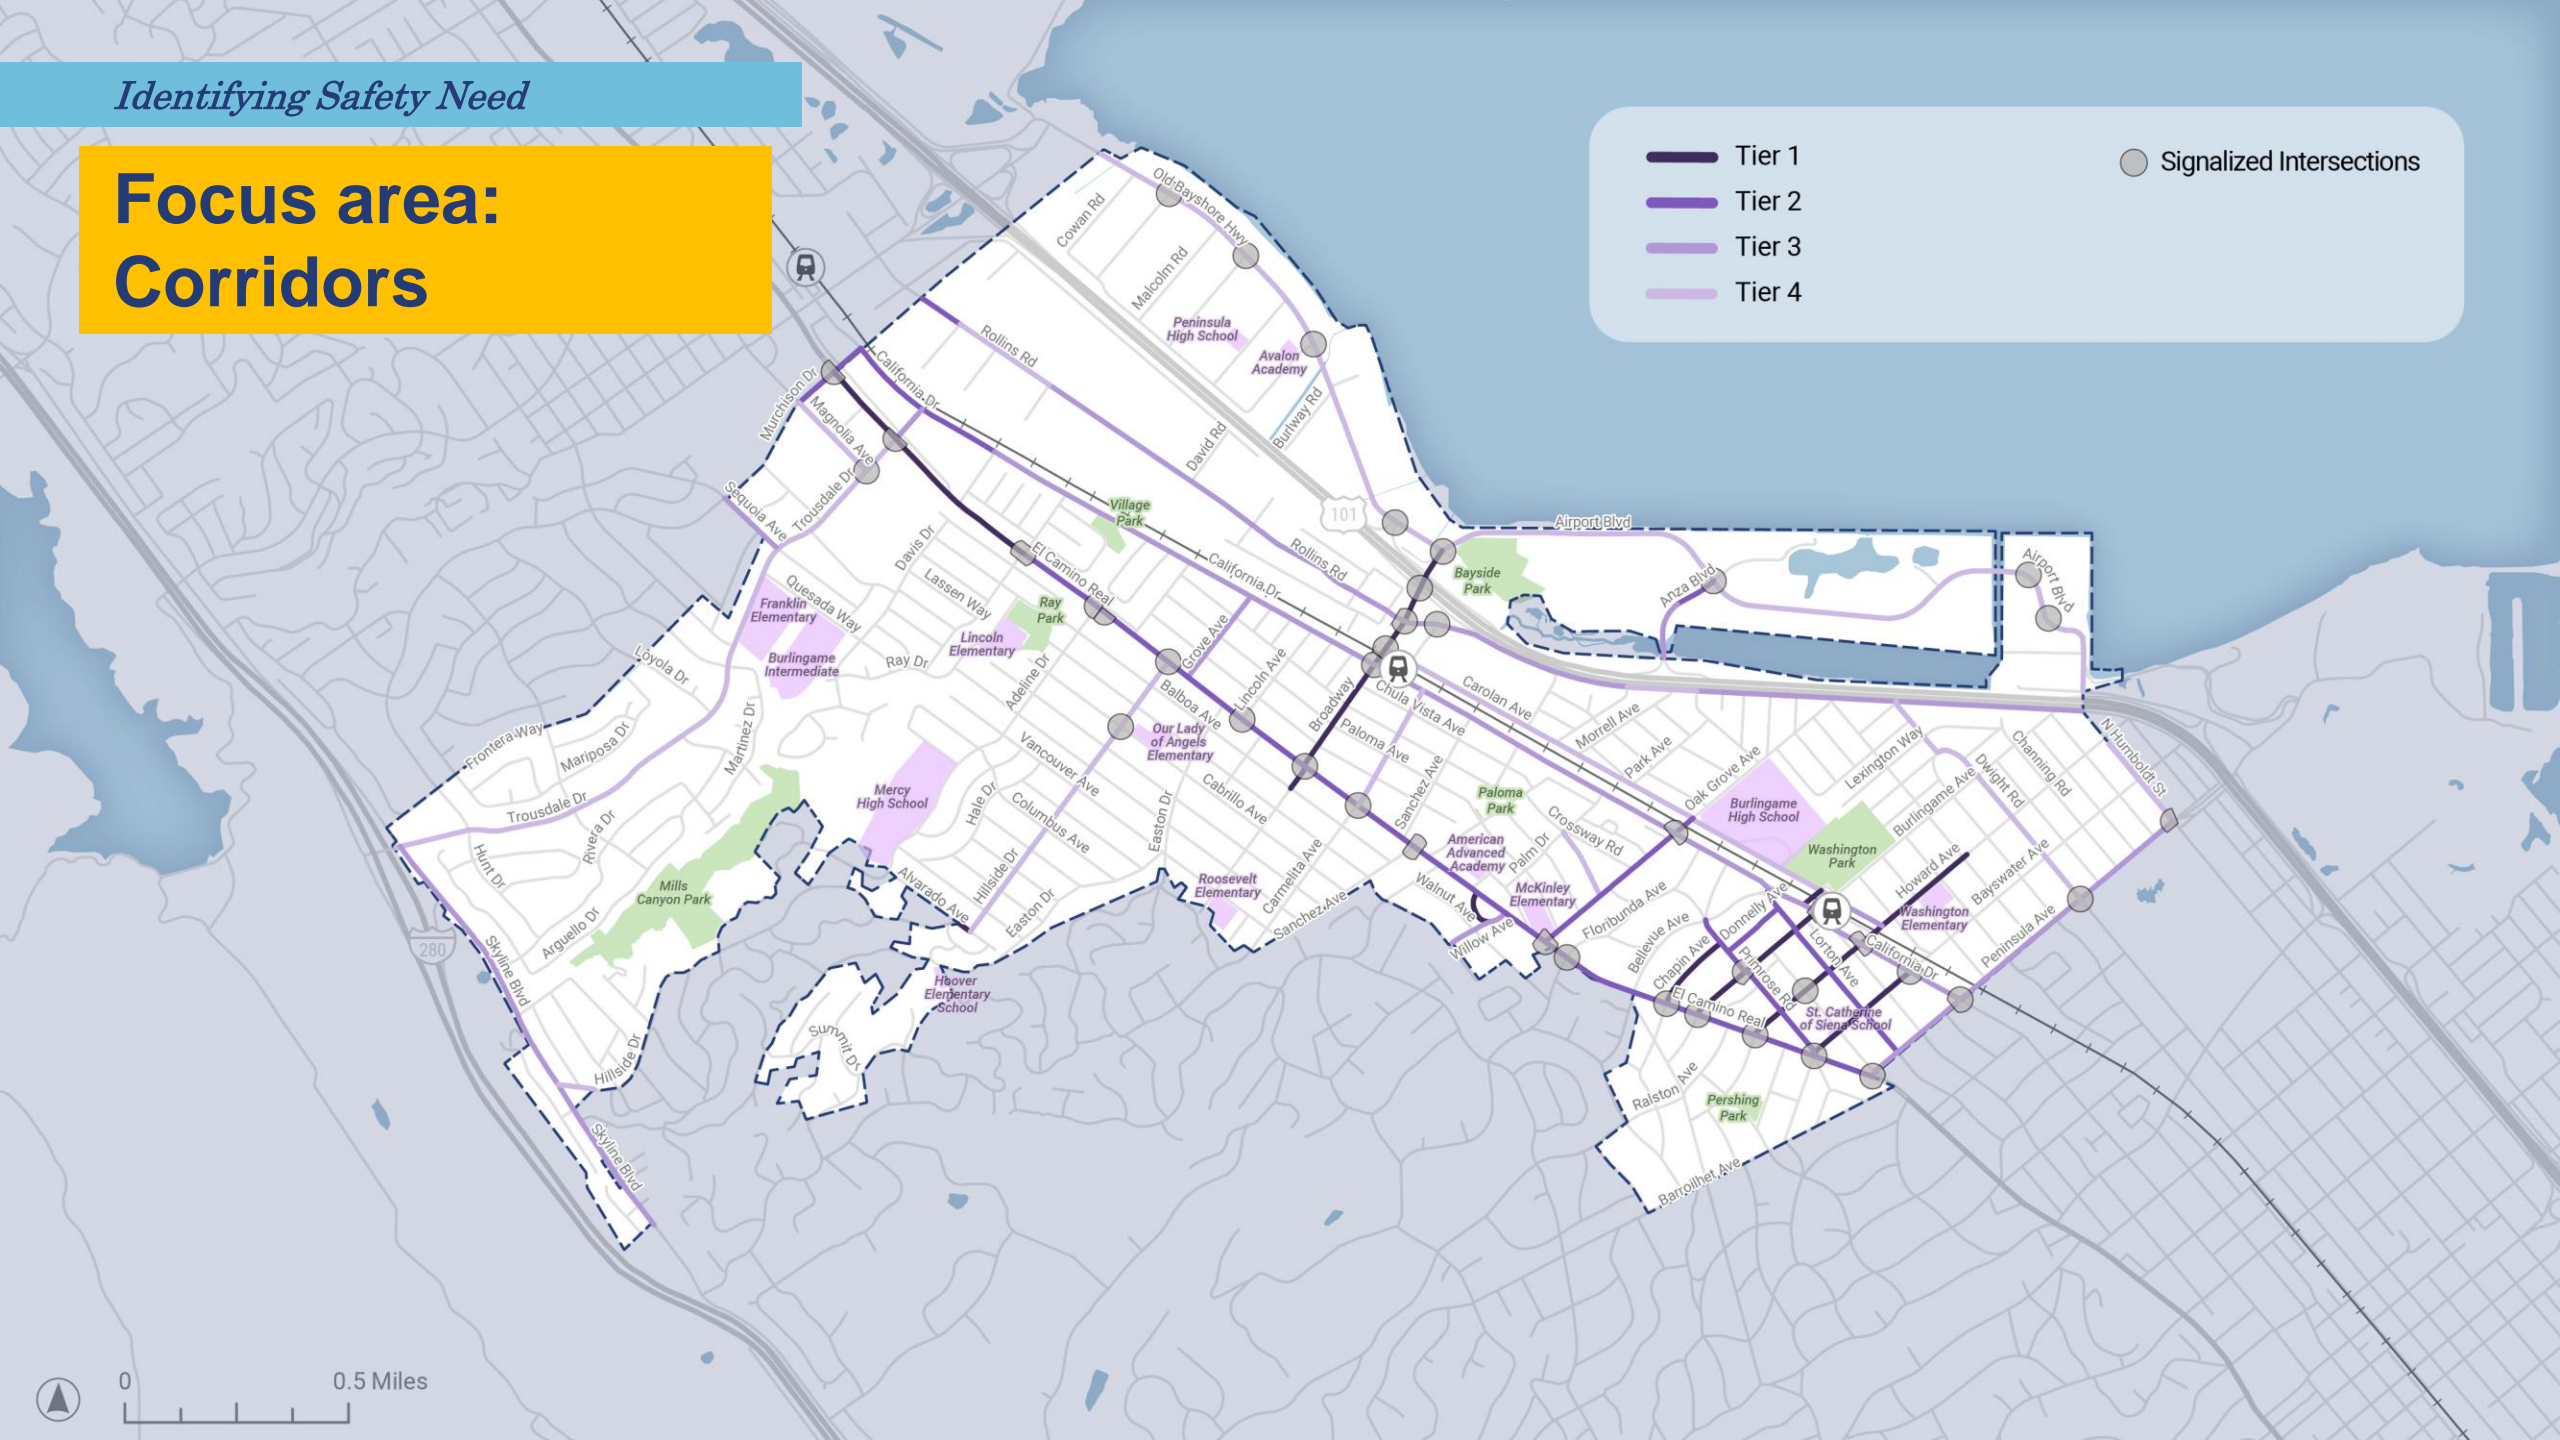 Identifying Safety Need
Focus area:
Corridors
Tier 1
Tier 2
Tier 3
Tier 4
Signalized Intersections
Old Bayshore Hwy
Cowan Rd
Malcolm Rd
Peninsula
High School
Avalon
Academy
Burlway Rd
David Rd
Rollins Rd
California Dr
Murchison Dr
Magnolia Ave
Trousdale Dr
Sequoia Ave
101
Airport Blvd
Village
Park
Davis Dr
El Camino Real
Lassen Way
Rollins Rd
California Dr
Bayside
Park
Anza Blvd
Airport Blvd
Quesada Way
Franklin
Elementary
Ray
Park
Lincoln
Elementary
Burlingame
Intermediate
Ray Dr
Adeline Dr
Grove Ave
Loyola Dr
Balboa Ave
Lincoln Ave
Broadway
Chula Vista Ave
Carolan Ave
Morrell Ave
Park Ave
Paloma Ave
Our Lady
of Angels
Elementary
Frontera Way
Mariposa Dr
Martinez Dr
Vancouver Ave
Cabrillo Ave
Mercy
High School
Hale Dr
Columbus Ave
Easton Dr
Sanchez Ave
Paloma
Park
Oak Grove Ave
Lexington Way
Burlingame Ave
Dwight Rd
Channing Rd
N Humboldt St
Trousdale Dr
Rivera Dr
Hunt Dr
Burlingame
High School
Washington
Park
Crossway Rd
American
Advanced
Academy
Palm Dr
McKinley
Elementary
Walnut Ave
Willow Ave
Floribunda Ave
Bellevue Ave
Donnelly Ave
Chapin Ave
Primrose Rd
Lorton Ave
Howard Ave
Bayswater Ave
Washington
Elementary
California Dr
Peninsula Ave
Mills
Canyon Park
Alvarado Ave
Hillside Dr
Easton Dr
Roosevelt
Elementary
Carmelita Ave
Sanchez Ave
Arguello Dr
280
Skyline Blvd
Hoover
Elementary
School
Summit Dr
El Camino Real
St. Catherine
of Siena School
Hillside Dr
Skyline Blvd
Ralston Ave
Pershing
Park
Barroilhet Ave
0
0.5 Miles